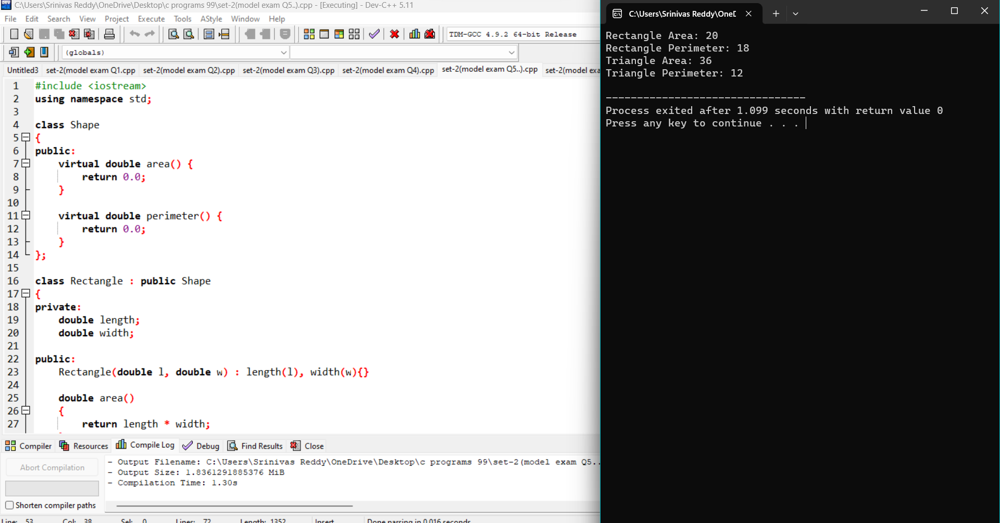 C:\Users\Srinivas Reddy\OneDrive\Desktop\c programs 99\set-2(model exam Q5..).cpp - [Executing] - Dev-C++ 5.11
File Edit Search View Project Execute Tools AStyle Window Help
TDM-GCC 4.9.2 64-bit Release
(globals)
Untitled3 set-2(model exam Q1.cpp set-2(model exam Q2).cpp set-2(model exam Q3).cpp set-2(model exam Q4).cpp set-2(model exam Q5..).cpp set-2(model exa
1 #include <iostream>
2 using namespace std;
3
4 class Shape
5 {
6 public:
7 virtual double area() {
8 return 0.0;
9 }
10
11 virtual double perimeter() {
12 return 0.0;
13 }
14 };
15
16 class Rectangle : public Shape
17 {
18 private:
19 double length;
20 double width;
21
22 public:
23 Rectangle(double l, double w) : length(l), width(w){}
24
25 double area()
26 {
27 return length * width;
Compiler Resources Compile Log Debug Find Results Close
Abort Compilation
Shorten compiler paths
- Output Filename: C:\Users\Srinivas Reddy\OneDrive\Desktop\c programs 99\set-2(model exam Q5..
- Output Size: 1.8361291885376 MiB
- Compilation Time: 1.30s
Line: 53 Col: 38 Sel: 0 Lines: 72 Length: 1352 Insert Done parsing in 0.016 seconds
C:\Users\Srinivas Reddy\OneD
Rectangle Area: 20
Rectangle Perimeter: 18
Triangle Area: 36
Triangle Perimeter: 12
--------------------------------
Process exited after 1.099 seconds with return value 0
Press any key to continue . . .